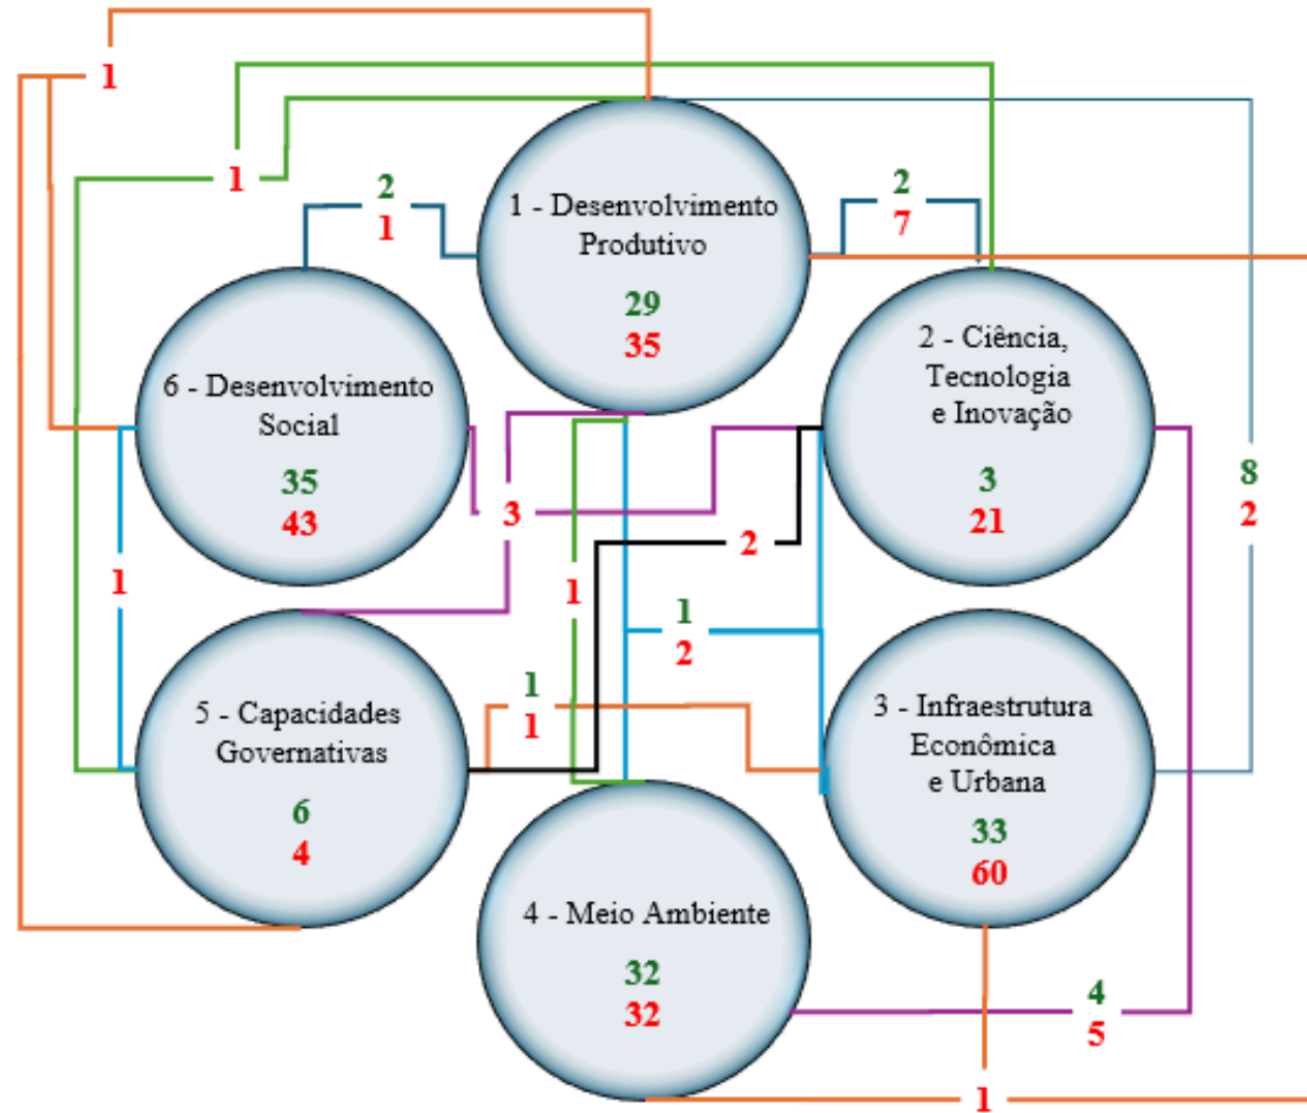 1
1
2
1
2
7
1 - Desenvolvimento
Produtivo
29
35
2 - Ciência,
Tecnologia
e Inovação
3
21
6 - Desenvolvimento
Social
35
43
8
2
3
2
1
1
1
2
1
1
5 - Capacidades
Governativas
6
4
3 - Infraestrutura
Econômica
e Urbana
33
60
4 - Meio Ambiente
32
32
4
5
1